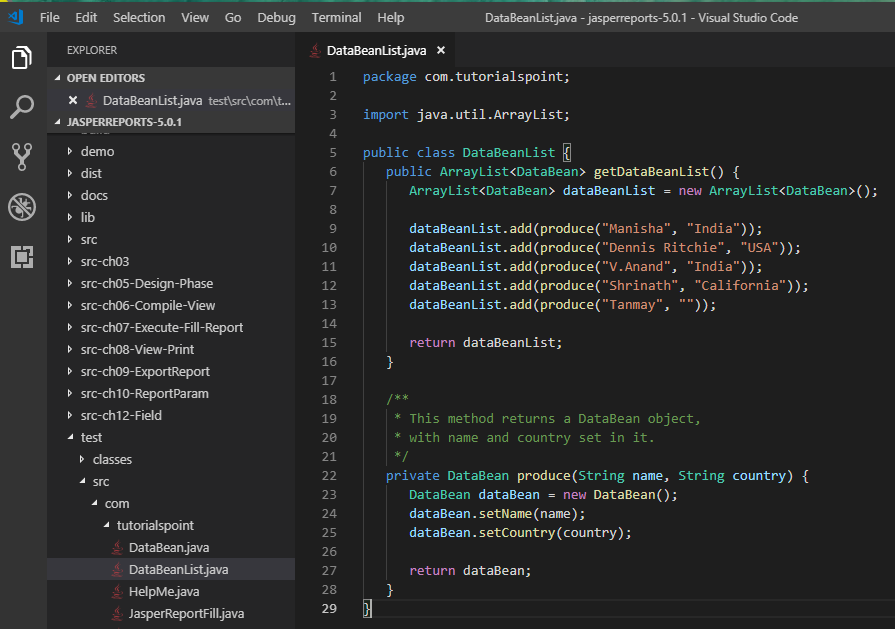 File Edit Selection View Go Debug Terminal Help DataBeanList.java - jasperreports-5.0.1 - Visual Studio Code
EXPLORER
OPEN EDITORS
DataBeanList.java test\src\com\t...
JASPERREPORTS-5.0.1
demo
dist
docs
lib
src
src-ch03
src-ch05-Design-Phase
src-ch06-Compile-View
src-ch07-Execute-Fill-Report
src-ch08-View-Print
src-ch09-ExportReport
src-ch10-ReportParam
src-ch12-Field
test
classes
src
com
tutorialspoint
DataBean.java
DataBeanList.java
HelpMe.java
JasperReportFill.java
DataBeanList.java ×
1 package com.tutorialspoint;
2
3 import java.util.ArrayList;
4
5 public class DataBeanList {
6 public ArrayList<DataBean> getDataBeanList() {
7 ArrayList<DataBean> dataBeanList = new ArrayList<DataBean>();
8
9 dataBeanList.add(produce("Manisha", "India"));
10 dataBeanList.add(produce("Dennis Ritchie", "USA"));
11 dataBeanList.add(produce("V.Anand", "India"));
12 dataBeanList.add(produce("Shrinath", "California"));
13 dataBeanList.add(produce("Tanmay", ""));
14
15 return dataBeanList;
16 }
17
18 /**
19 * This method returns a DataBean object,
20 * with name and country set in it.
21 */
22 private DataBean produce(String name, String country) {
23 DataBean dataBean = new DataBean();
24 dataBean.setName(name);
25 dataBean.setCountry(country);
26
27 return dataBean;
28 }
29 }